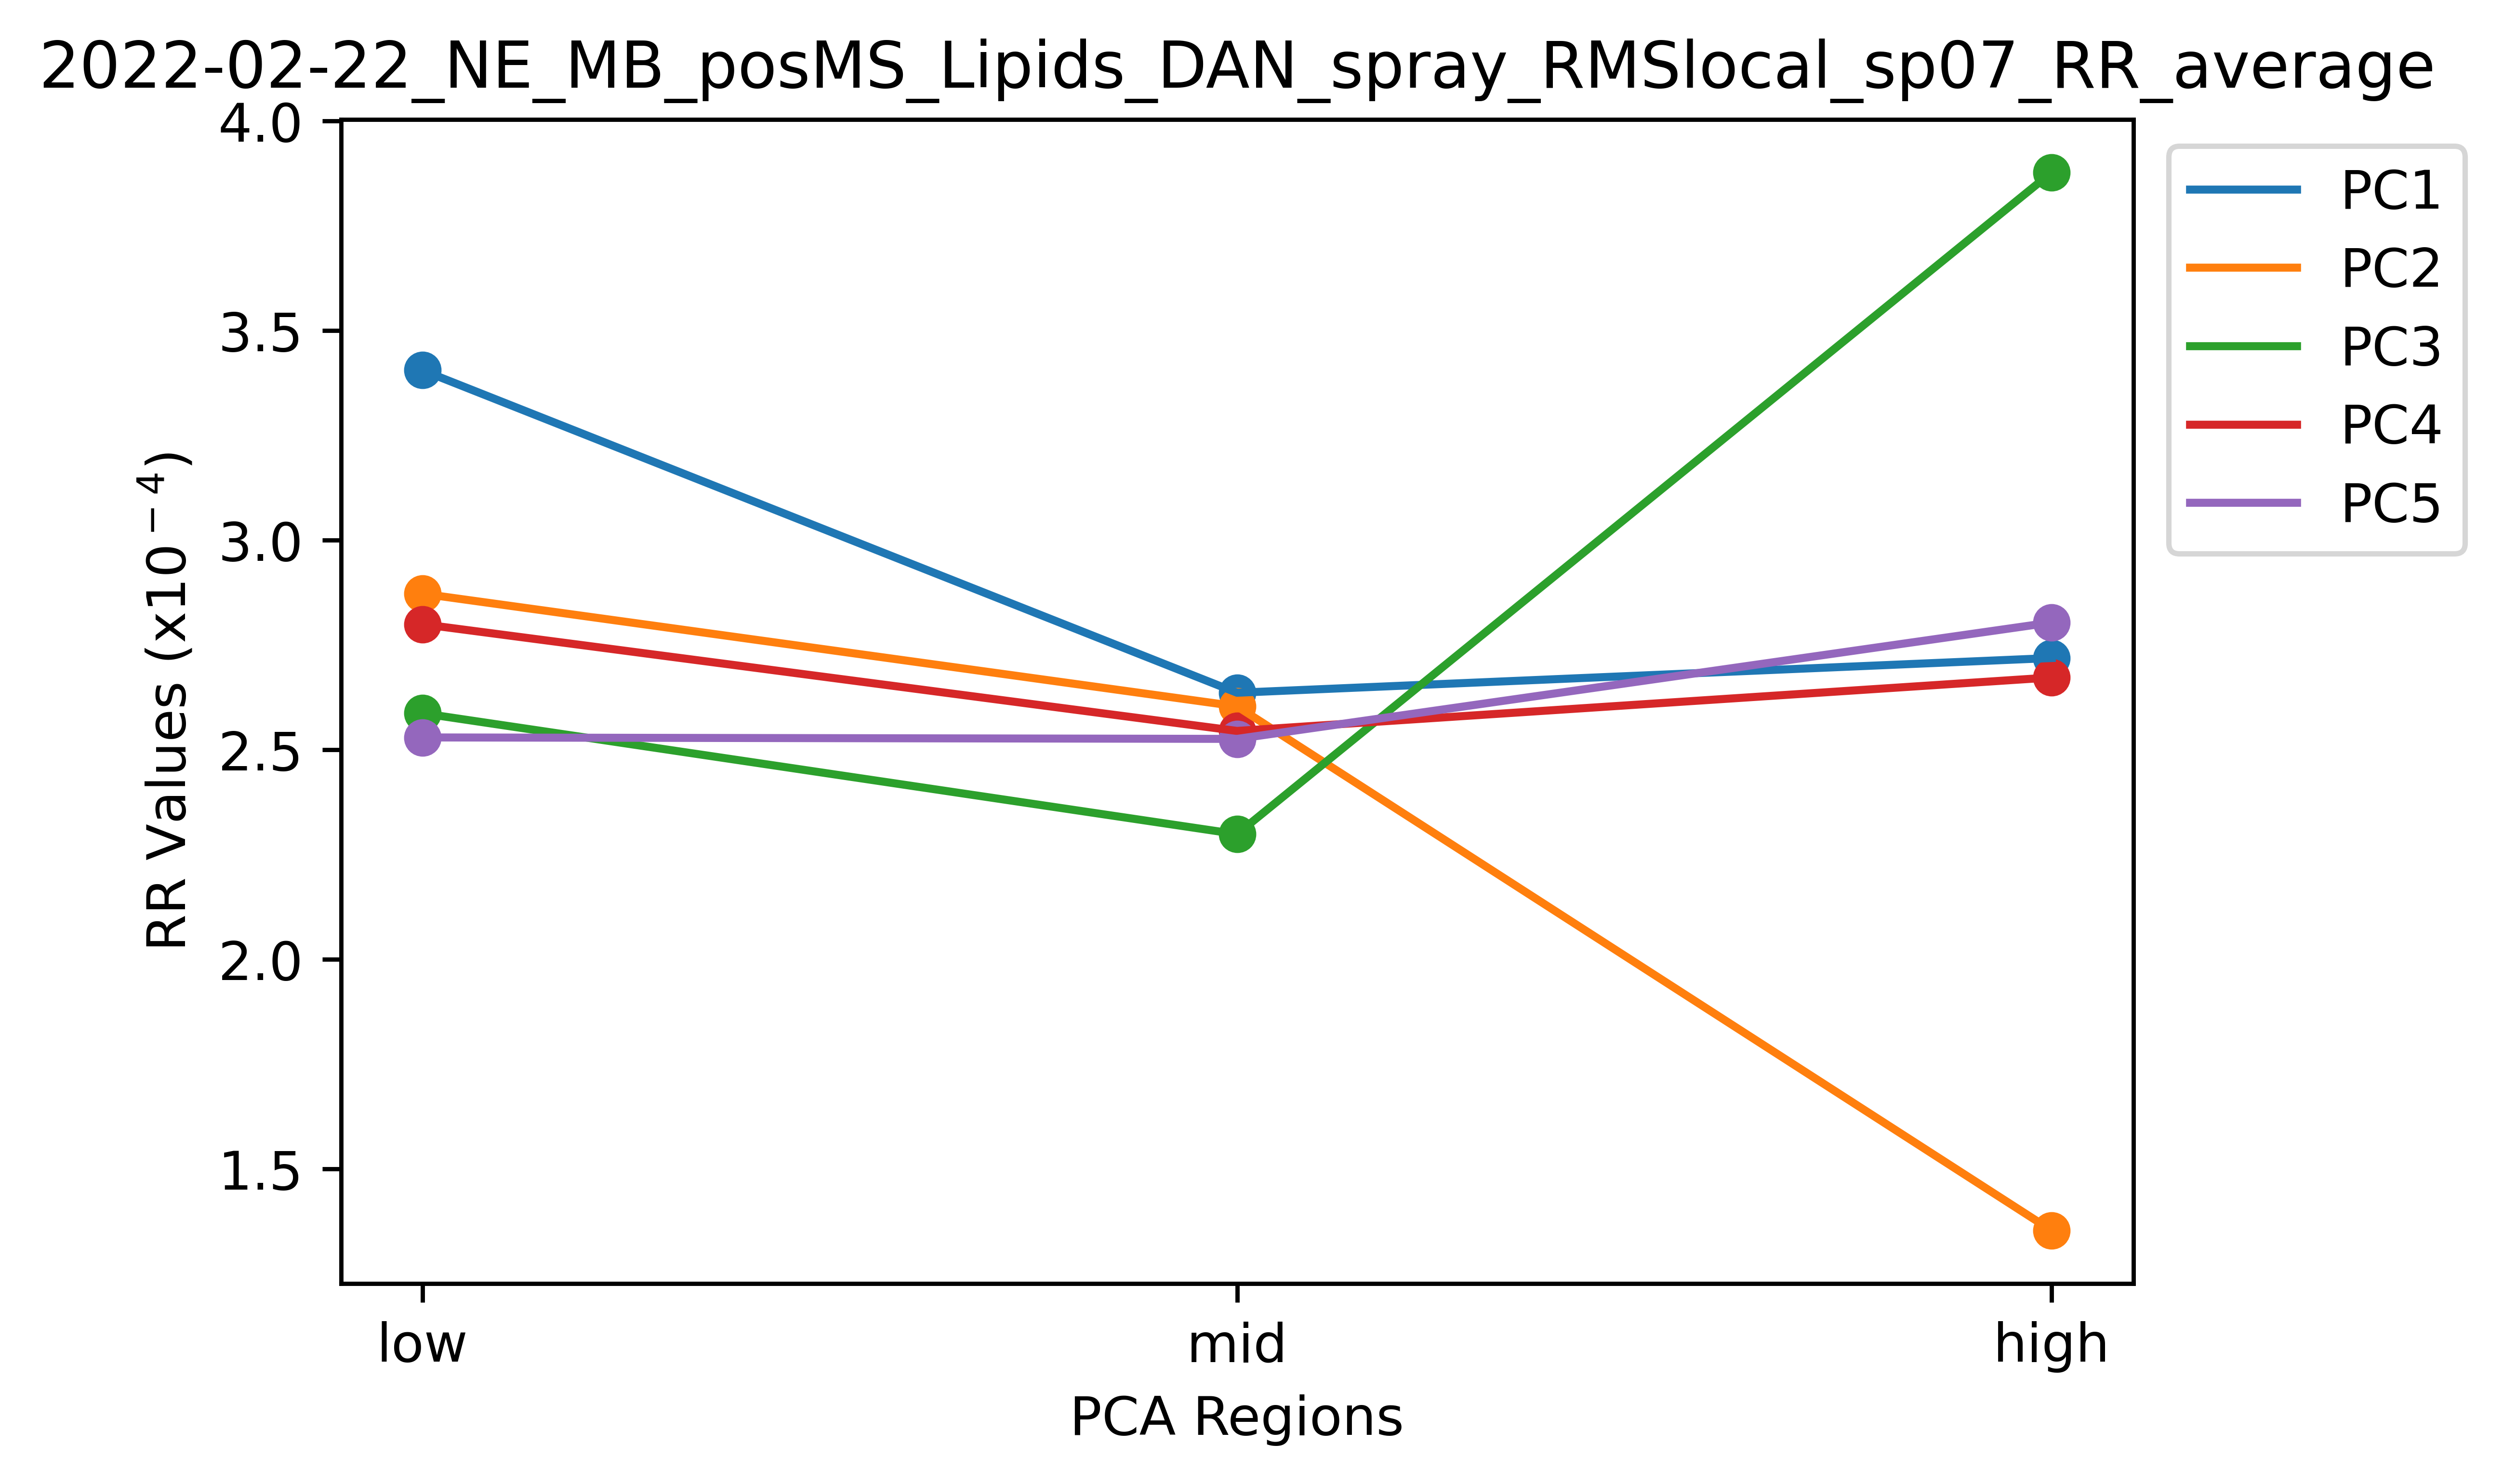 2022-02-22_NE_MB_posMS_Lipids_DAN_spray_RMSlocal_sp07_RR_average
4.0
3.5
3.0
2.5
2.0
1.5
RR Values (x10⁻⁴)
low
mid
high
PCA Regions
PC1
PC2
PC3
PC4
PC5